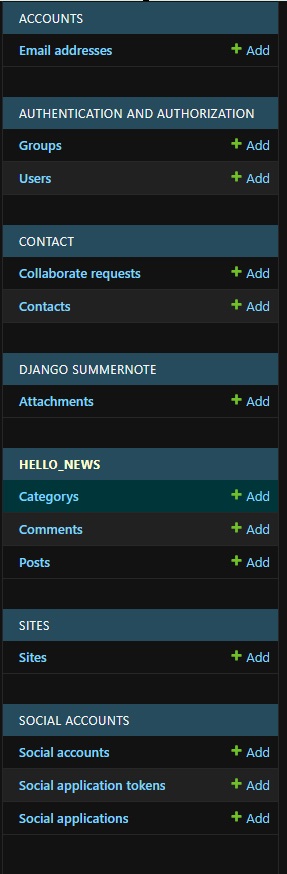 ACCOUNTS
Email addresses + Add
AUTHENTICATION AND AUTHORIZATION
Groups + Add
Users + Add
CONTACT
Collaborate requests + Add
Contacts + Add
DJANGO SUMMERNOTE
Attachments + Add
HELLO_NEWS
Categorys + Add
Comments + Add
Posts + Add
SITES
Sites + Add
SOCIAL ACCOUNTS
Social accounts + Add
Social application tokens + Add
Social applications + Add